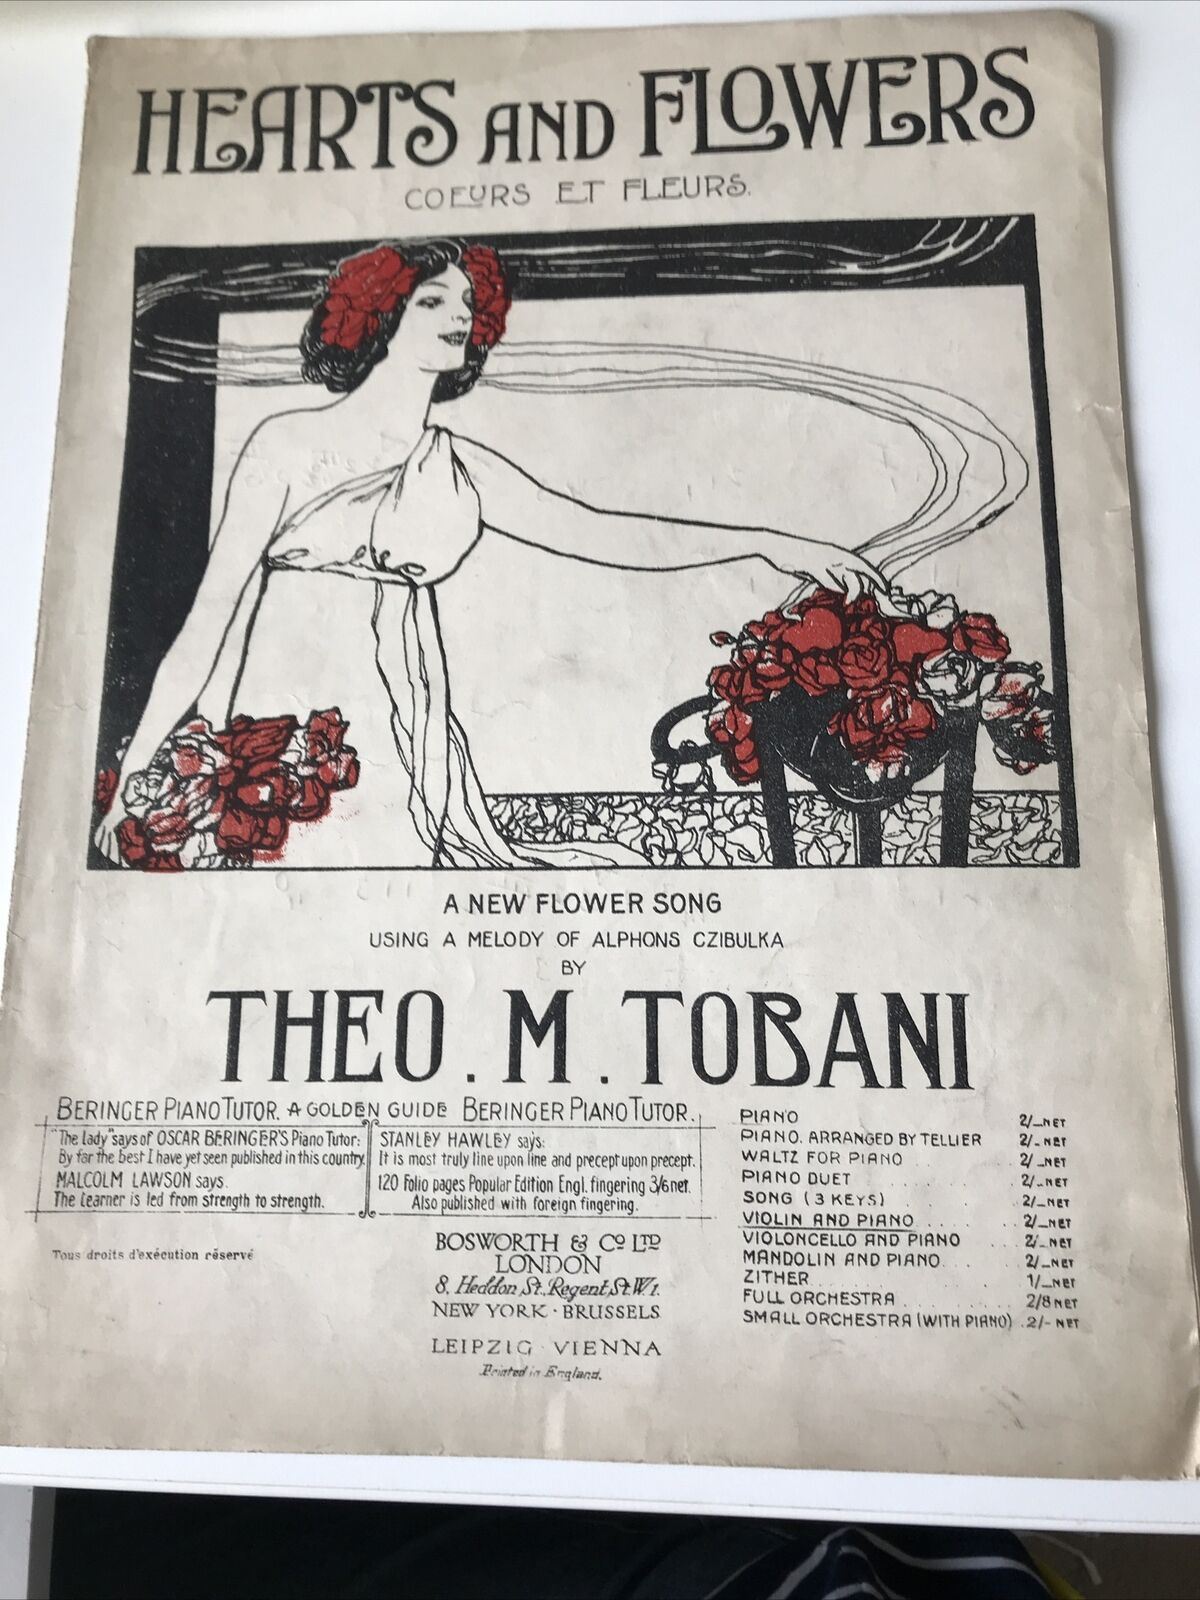 HEARTS AND FLOWERS
COEURS ET FLEURS.
A NEW FLOWER SONG
USING A MELODY OF ALPHONS CZIBULKA
BY
THEO. M. TOBANI
BERINGER PIANO TUTOR. A GOLDEN GUIDE BERINGER PIANO TUTOR.
"The lady" says of OSCAR BERINGER'S Piano Tutor:
By far the best I have yet seen published in this country.
MALCOLM LAWSON says.
The Learner is led from strength to strength.
STANLEY HAWLEY says:
It is most truly line upon line and precept upon precept.
120 Folio pages Popular Edition Engl. fingering 3/6 net.
Also published with foreign fingering.
Tous droits d'exécution réservé
BOSWORTH & Co LTD
LONDON
8, Heddon St., Regent St. W1.
NEW YORK · BRUSSELS
LEIPZIG · VIENNA
Printed in England.
PIANO 2/_NET
PIANO. ARRANGED BY TELLIER 2/_NET
WALTZ FOR PIANO 2/_NET
PIANO DUET 2/_NET
SONG (3 KEYS) 2/_NET
VIOLIN AND PIANO 2/_NET
VIOLONCELLO AND PIANO 2/_NET
MANDOLIN AND PIANO 2/_NET
ZITHER 1/_NET
FULL ORCHESTRA 2/8 NET
SMALL ORCHESTRA (WITH PIANO) 2/- NET